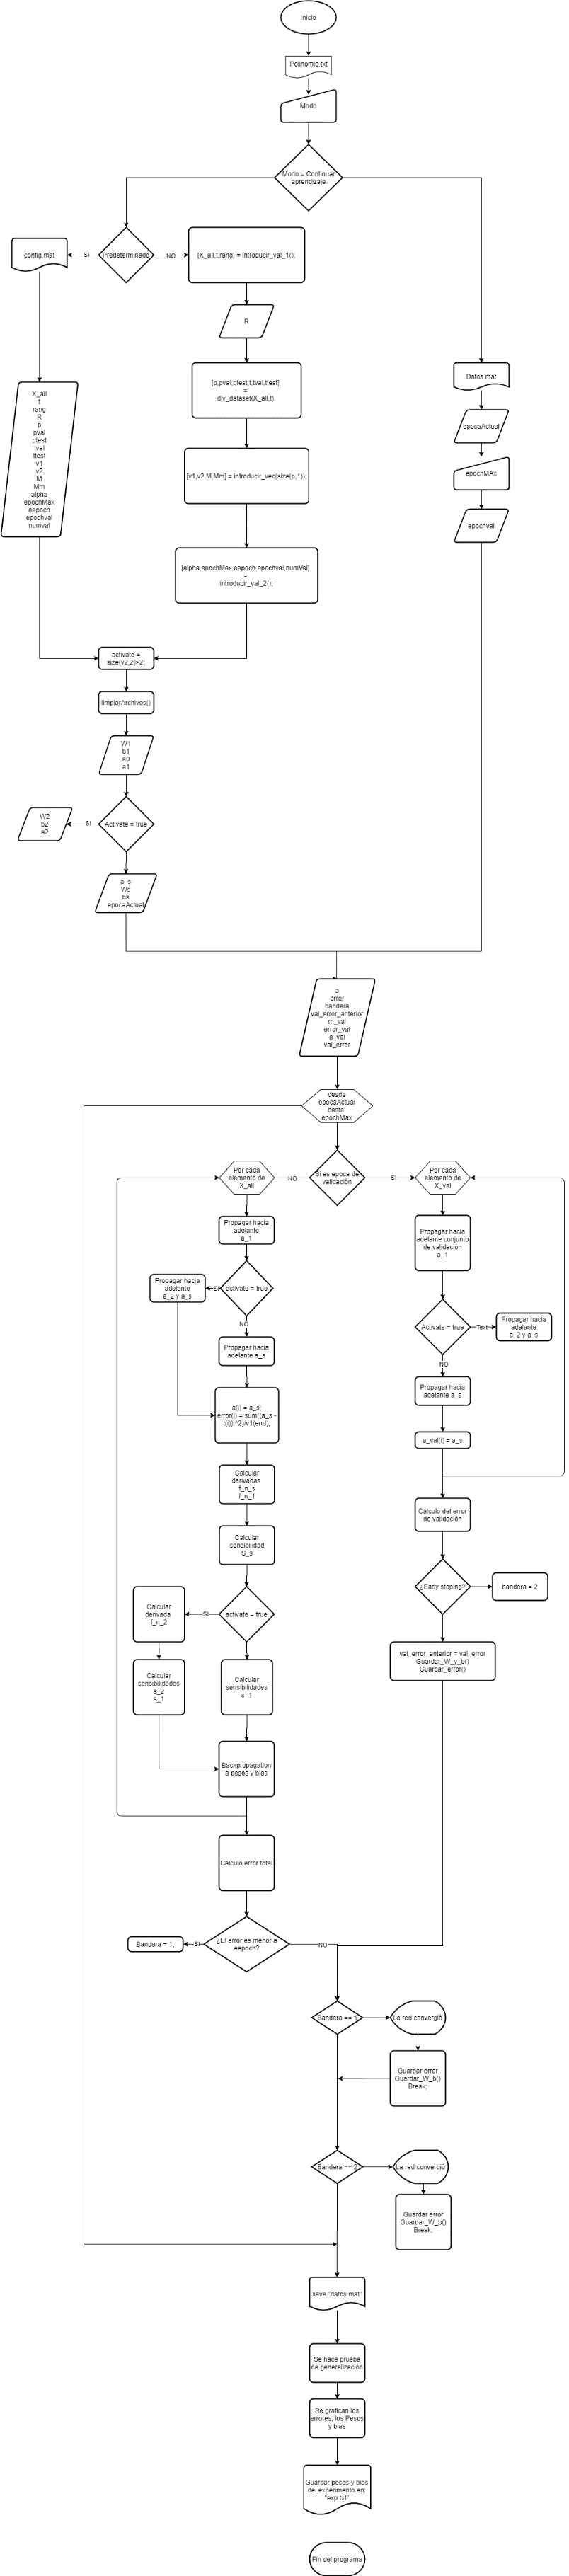 Inicio
Polinomio.txt
Modo
Modo = Continuar
aprendizaje
config.mat
SI
Predeterminado
NO
[X_all,t,rang] = introducir_val_1();
R
X_all
t
rang
R
p
pval
ptest
tval
ttest
v1
v2
M
Mm
alpha
epochMax
eepoch
epochval
numval
[p,pval,ptest,t,tval,ttest]
=
div_dataset(X_all,t);
[v1,v2,M,Mm] = introducir_vec(size(p,1));
[alpha,epochMax,eepoch,epochval,numVal]
=
introducir_val_2();
Datos.mat
epocaActual
epochMAx
epochval
activate =
size(v2,2)>2;
limpiarArchivos()
W1
b1
a0
a1
W2
b2
a2
SI
Activate = true
a_s
Ws
bs
epocaActual
a
error
bandera
val_error_anterior
m_val
error_val
a_val
val_error
desde
epocaActual
hasta
epochMax
Por cada
elemento de
X_all
NO
Si es epoca de
validación
SI
Por cada
elemento de
X_val
Propagar hacia
adelante
a_1
Propagar hacia
adelante conjunto
de validación
a_1
Propagar hacia
adelante
a_2 y a_s
SI
activate = true
NO
Activate = true
Text
Propagar hacia
adelante
a_2 y a_s
NO
Propagar hacia
adelante a_s
Propagar hacia
adelante a_s
a(i) = a_s;
error(i) = sum((a_s -
t(i)).^2)/v1(end);
a_val(i) = a_s
Calcular
derivadas
f_n_s
f_n_1
Calculo del error
de validación
Calcular
sensibilidad
S_s
¿Early stoping?
bandera = 2
Calcular
derivada
f_n_2
SI
activate = true
val_error_anterior = val_error
Guardar_W_y_b()
Guardar_error()
Calcular
sensibilidades
s_2
s_1
Calcular
sensibilidades
s_1
Backpropagation
a pesos y bias
Calculo error total
Bandera = 1;
SI
¿El error es menor a
eepoch?
NO
Bandera == 1
La red convergió
Guardar error
Guardar_W_b()
Break;
Bandera == 2
La red convergió
Guardar error
Guardar_W_b()
Break;
save "datos.mat"
Se hace prueba
de generalización
Se grafican los
errores, los Pesos
y bias
Guardar pesos y bias
del experimento en:
"exp.txt"
Fin del programa